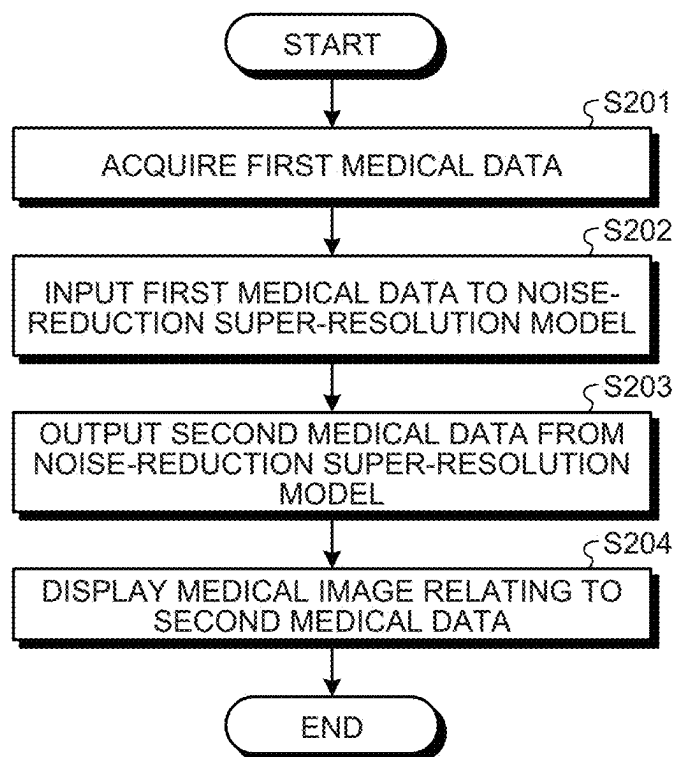 START
S201
ACQUIRE FIRST MEDICAL DATA
S202
INPUT FIRST MEDICAL DATA TO NOISE-
REDUCTION SUPER-RESOLUTION MODEL
S203
OUTPUT SECOND MEDICAL DATA FROM
NOISE-REDUCTION SUPER-RESOLUTION
MODEL
S204
DISPLAY MEDICAL IMAGE RELATING TO
SECOND MEDICAL DATA
END